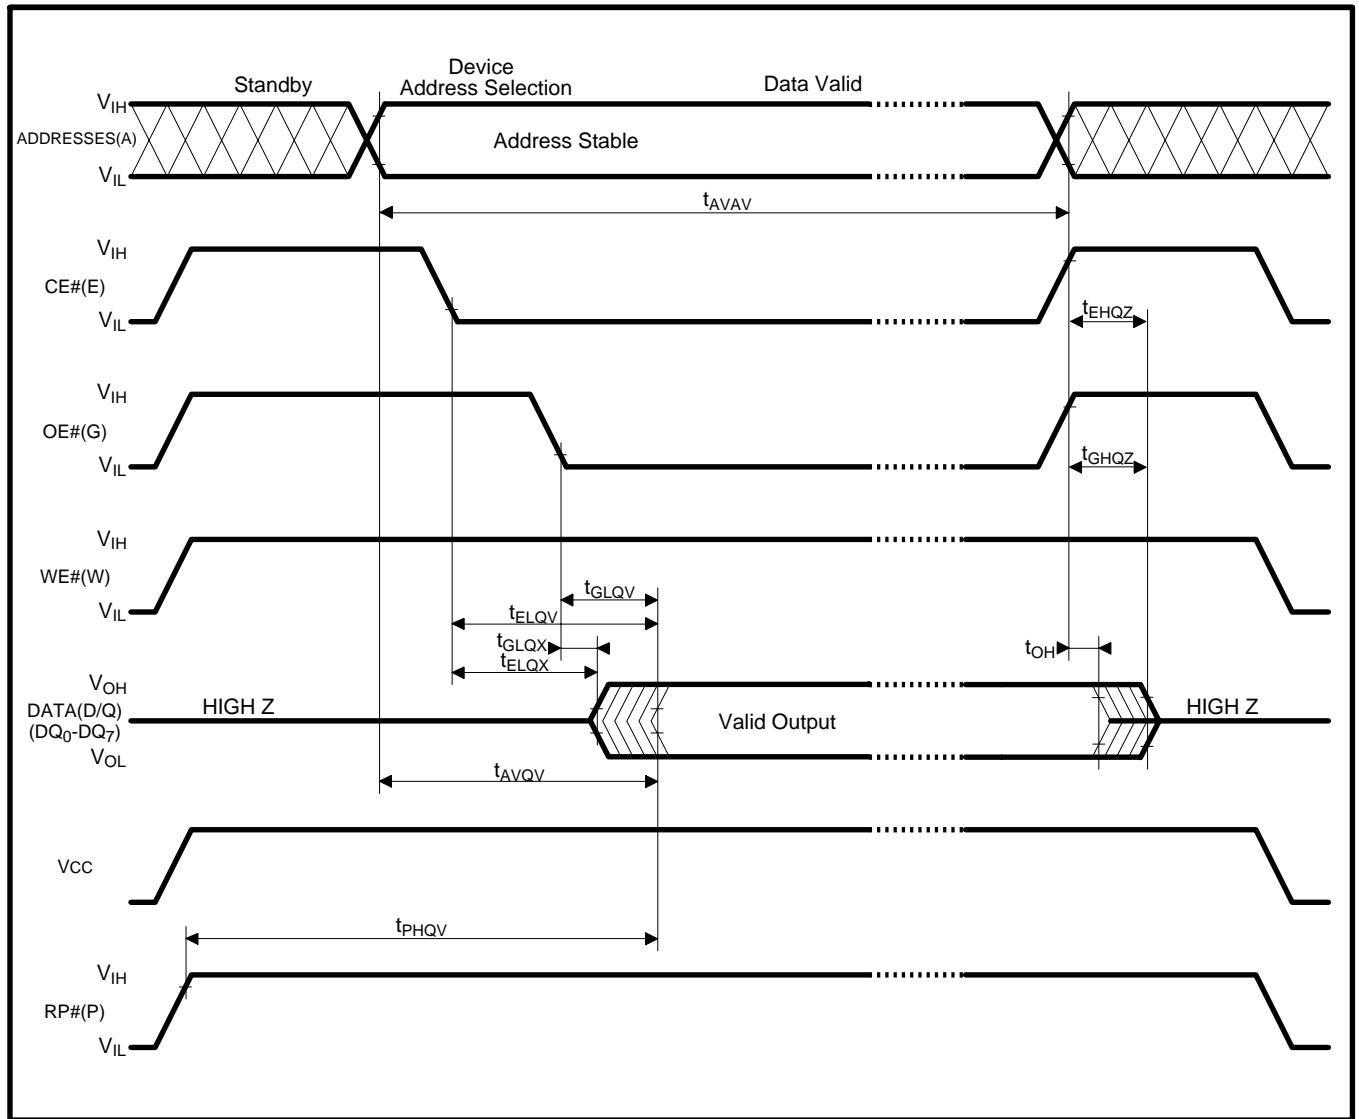 Standby
Device
Address Selection
Data Valid
VIH
ADDRESSES(A)
Address Stable
VIL
tAVAV
VIH
CE#(E)
VIL
tEHQZ
VIH
OE#(G)
VIL
tGHQZ
VIH
WE#(W)
VIL
tGLQV
tELQV
tGLQX
tELQX
tOH
VOH
DATA(D/Q)
(DQ0-DQ7)
VOL
HIGH Z
Valid Output
HIGH Z
tAVQV
VCC
tPHQV
VIH
RP#(P)
VIL